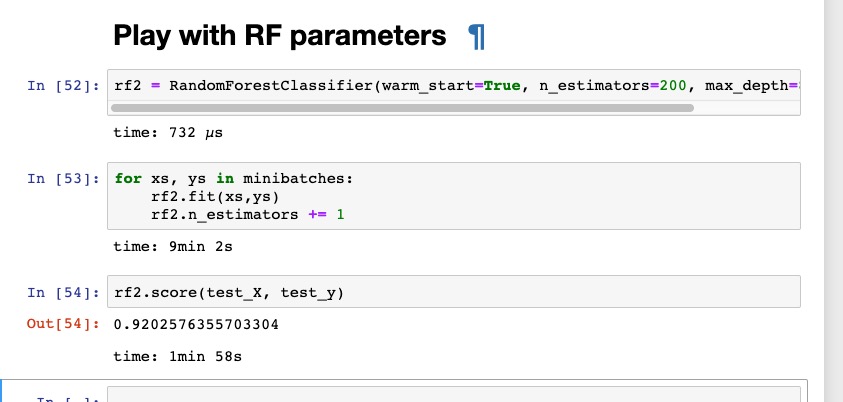 Play with RF parameters ¶
In [52]: rf2 = RandomForestClassifier(warm_start=True, n_estimators=200, max_depth=
time: 732 µs
In [53]: for xs, ys in minibatches:
    rf2.fit(xs,ys)
    rf2.n_estimators += 1
time: 9min 2s
In [54]: rf2.score(test_X, test_y)
Out[54]: 0.9202576355703304
time: 1min 58s
In [ ]: